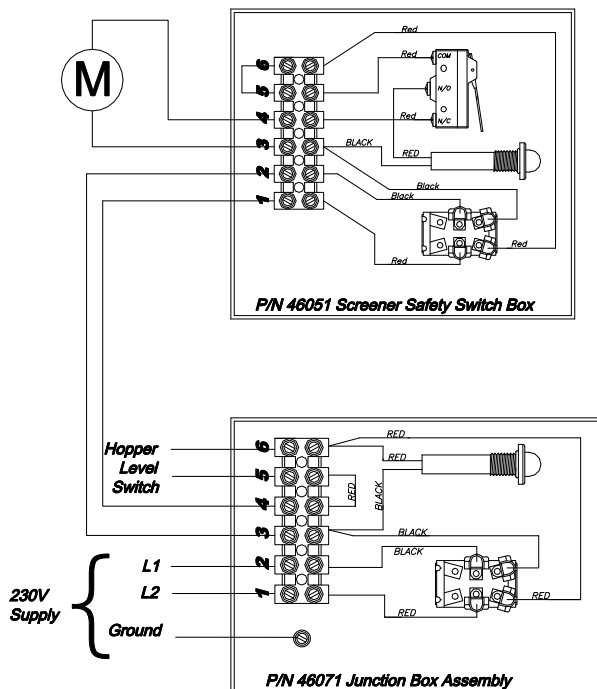 M
6
5
4
3
2
1
Red
Red
COM
N/O
Red
N/C
BLACK
RED
Black
Black
Red
Red
P/N 46051 Screener Safety Switch Box
Hopper
Level
Switch
6
5
4
3
2
1
RED
RED
RED
BLACK
BLACK
BLACK
RED
RED
L1
L2
230V
Supply
Ground
P/N 46071 Junction Box Assembly